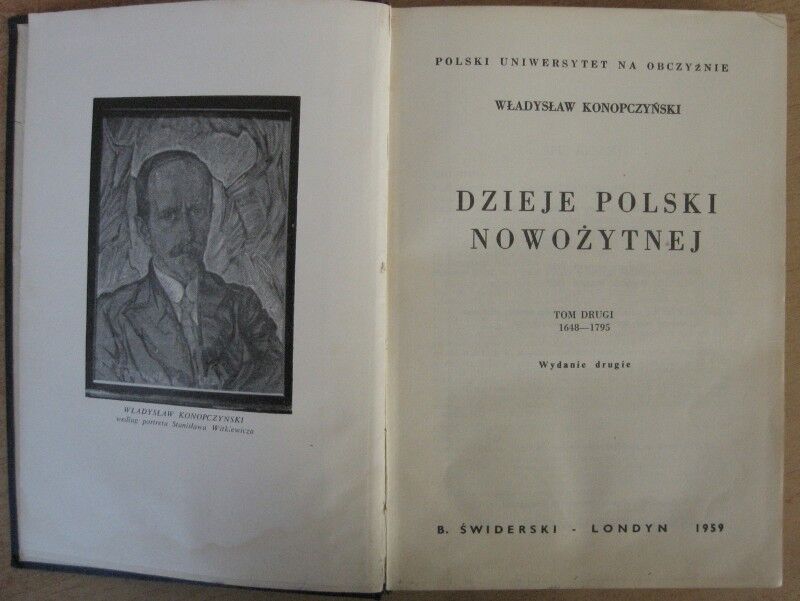 WŁADYSŁAW KONOPCZYŃSKI
według portretu Stanisława Witkiewicza
POLSKI UNIWERSYTET NA OBCZYŹNIE
WŁADYSŁAW KONOPCZYŃSKI
DZIEJE POLSKI
NOWOŻYTNEJ
TOM DRUGI
1648—1795
Wydanie drugie
B. ŚWIDERSKI - LONDYN 1959